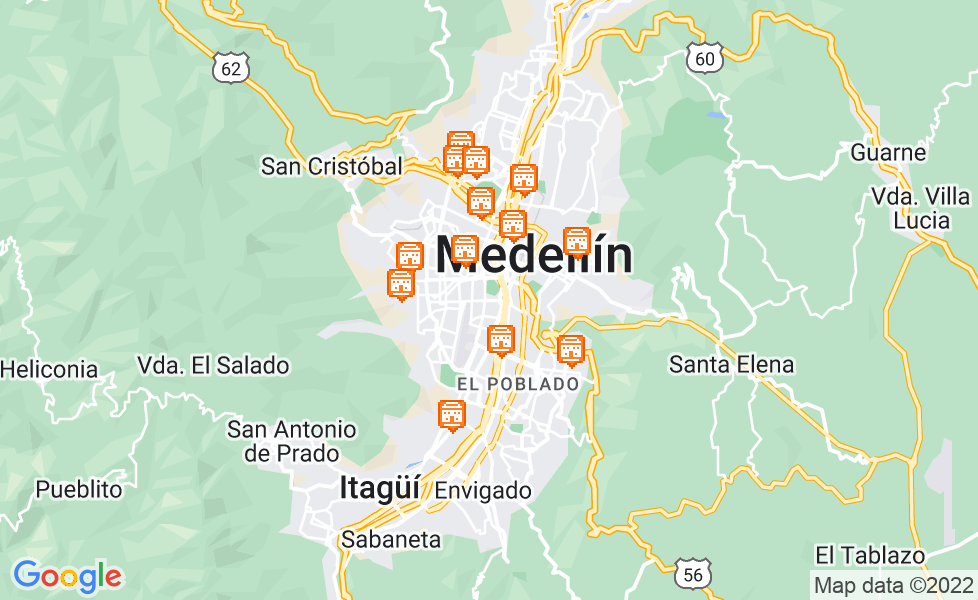 60
62
Guarne
San Cristóbal
Vda. Villa
Lucia
Medellín
Heliconia
Vda. El Salado
Santa Elena
EL POBLADO
San Antonio
de Prado
Pueblito
Itagüí
Envigado
Sabaneta
El Tablazo
56
Google
Map data ©2022